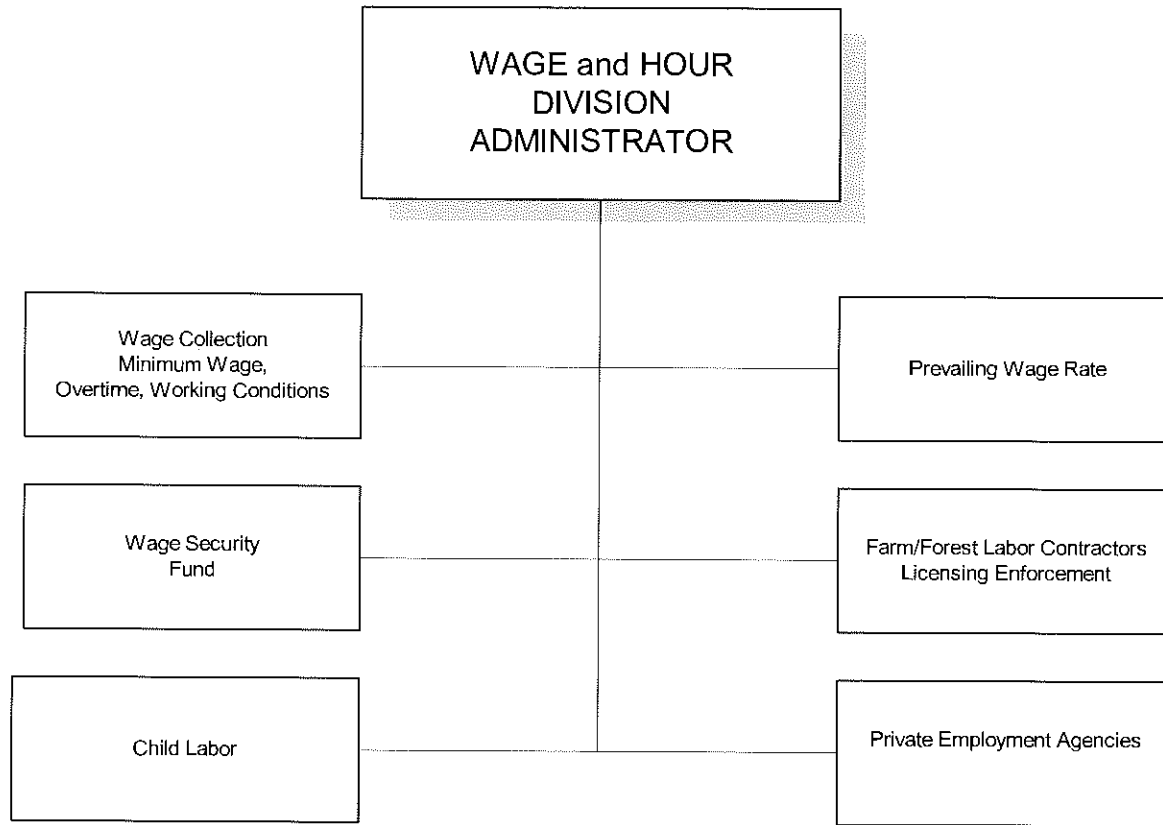 WAGE and HOUR
DIVISION
ADMINISTRATOR
Wage Collection
Minimum Wage,
Overtime, Working Conditions
Prevailing Wage Rate
Wage Security
Fund
Farm/Forest Labor Contractors
Licensing Enforcement
Child Labor
Private Employment Agencies